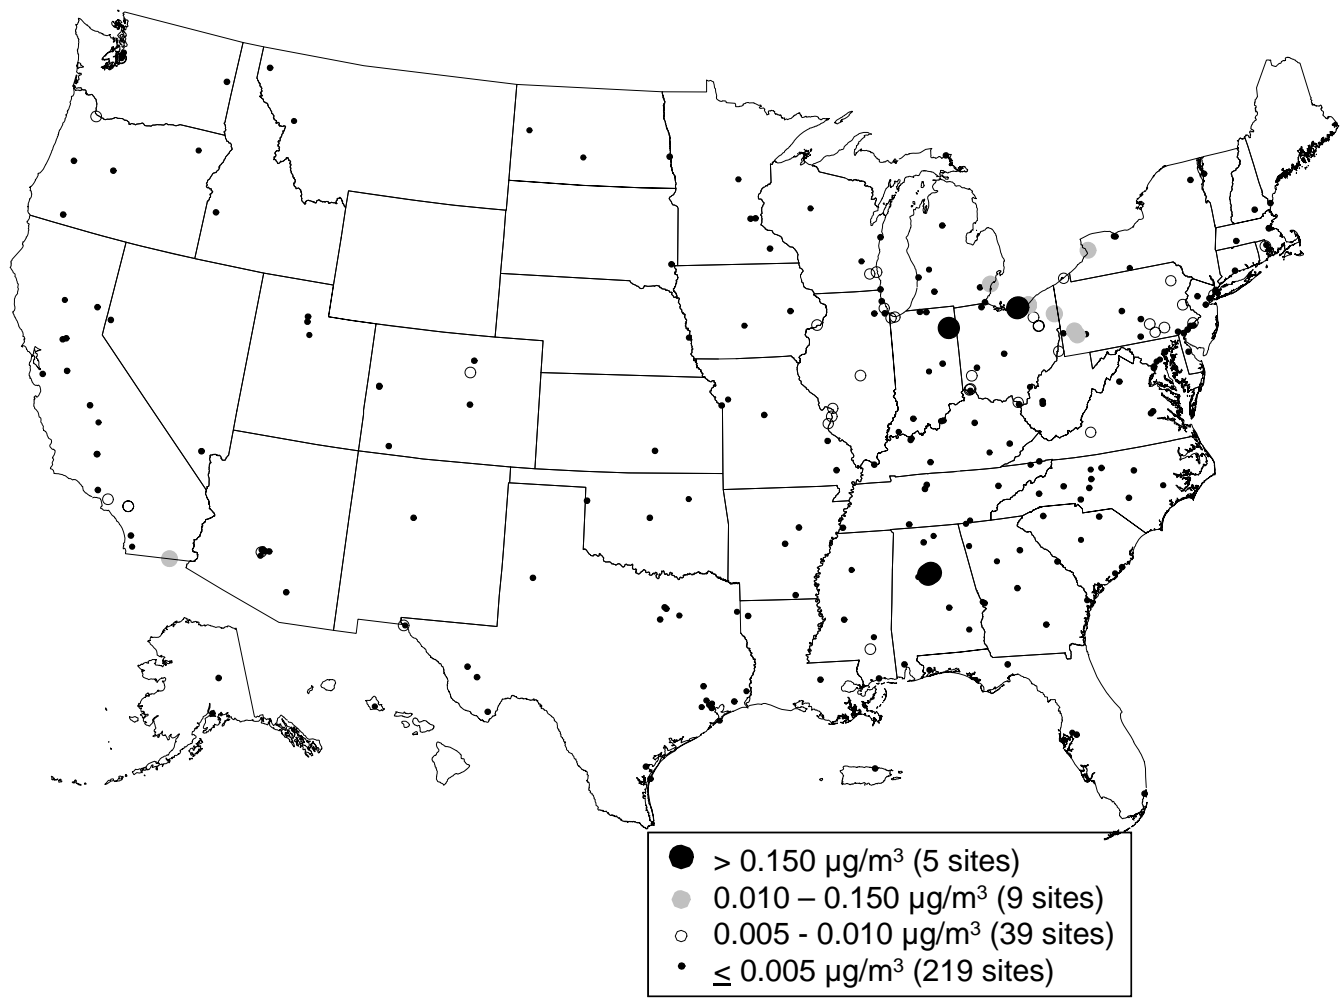 > 0.150 µg/m³ (5 sites)
0.010 – 0.150 µg/m³ (9 sites)
0.005 - 0.010 µg/m³ (39 sites)
≤ 0.005 µg/m³ (219 sites)